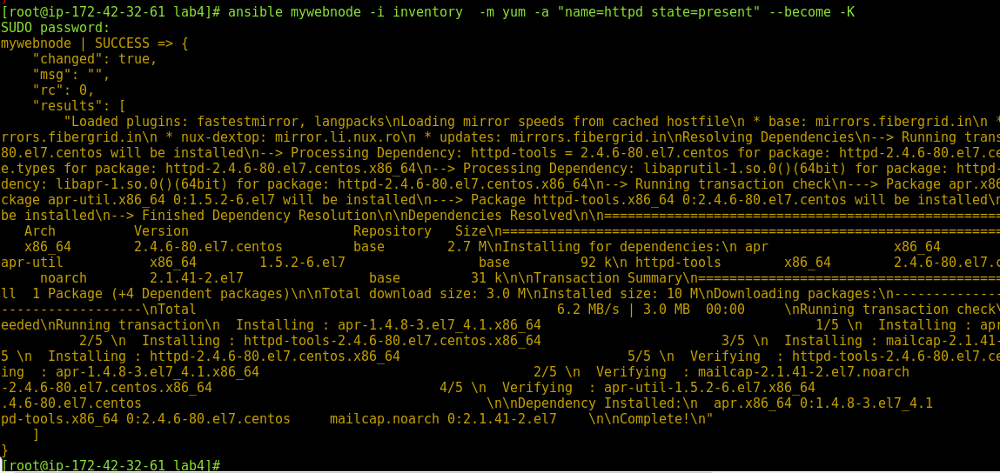 [root@ip-172-42-32-61 lab4]# ansible mywebnode -i inventory  -m yum -a "name=httpd state=present" --become -K
SUDO password:
mywebnode | SUCCESS => {
    "changed": true,
    "msg": "",
    "rc": 0,
    "results": [
        "Loaded plugins: fastestmirror, langpacks\nLoading mirror speeds from cached hostfile\n * base: mirrors.fibergrid.in\n *
rrors.fibergrid.in\n * nux-dextop: mirror.li.nux.ro\n * updates: mirrors.fibergrid.in\nResolving Dependencies\n--> Running trans
80.el7.centos will be installed\n--> Processing Dependency: httpd-tools = 2.4.6-80.el7.centos for package: httpd-2.4.6-80.el7.ce
e.types for package: httpd-2.4.6-80.el7.centos.x86_64\n--> Processing Dependency: libaprutil-1.so.0()(64bit) for package: httpd-
dency: libapr-1.so.0()(64bit) for package: httpd-2.4.6-80.el7.centos.x86_64\n--> Running transaction check\n---> Package apr.x86
ckage apr-util.x86_64 0:1.5.2-6.el7 will be installed\n---> Package httpd-tools.x86_64 0:2.4.6-80.el7.centos will be installed\n
be installed\n--> Finished Dependency Resolution\n\nDependencies Resolved\n\n===================================================
   Arch          Version                     Repository   Size\n================================================================
   x86_64        2.4.6-80.el7.centos         base        2.7 M\nInstalling for dependencies:\n apr                x86_64
apr-util           x86_64        1.5.2-6.el7                 base         92 k\n httpd-tools        x86_64        2.4.6-80.el7.c
     noarch        2.1.41-2.el7                base         31 k\n\nTransaction Summary\n=======================================
ll  1 Package (+4 Dependent packages)\n\nTotal download size: 3.0 M\nInstalled size: 10 M\nDownloading packages:\n--------------
------------------\nTotal                                              6.2 MB/s | 3.0 MB  00:00     \nRunning transaction check\
eeded\nRunning transaction\n  Installing : apr-1.4.8-3.el7_4.1.x86_64                                   1/5 \n  Installing : apr
          2/5 \n  Installing : httpd-tools-2.4.6-80.el7.centos.x86_64                       3/5 \n  Installing : mailcap-2.1.41-
5 \n  Installing : httpd-2.4.6-80.el7.centos.x86_64                             5/5 \n  Verifying  : httpd-tools-2.4.6-80.el7.ce
ing  : apr-1.4.8-3.el7_4.1.x86_64                                   2/5 \n  Verifying  : mailcap-2.1.41-2.el7.noarch
-2.4.6-80.el7.centos.x86_64                             4/5 \n  Verifying  : apr-util-1.5.2-6.el7.x86_64
.4.6-80.el7.centos                                            \n\nDependency Installed:\n  apr.x86_64 0:1.4.8-3.el7_4.1
pd-tools.x86_64 0:2.4.6-80.el7.centos     mailcap.noarch 0:2.1.41-2.el7    \n\nComplete!\n"
    ]
}
[root@ip-172-42-32-61 lab4]#